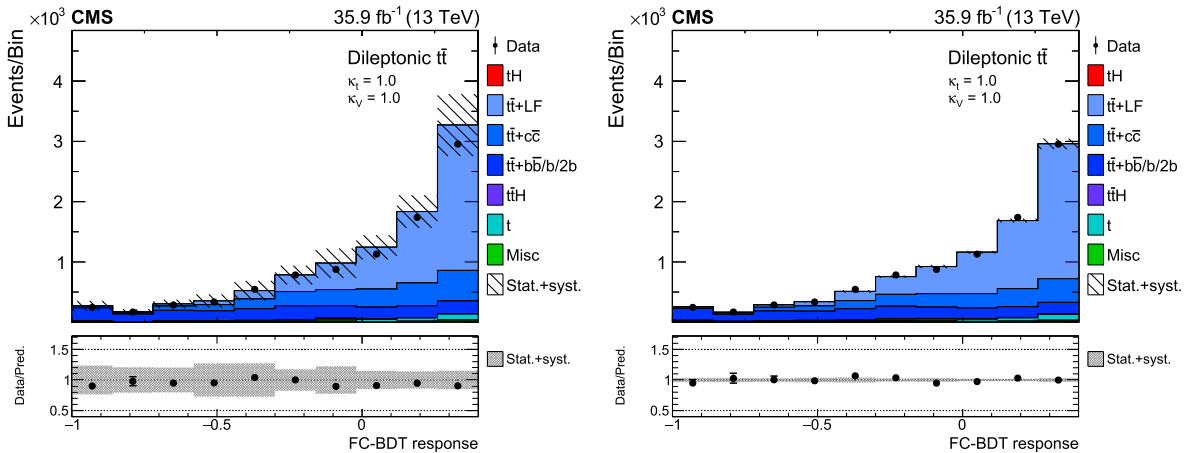 ×10³ CMS 35.9 fb⁻¹ (13 TeV)
Events/Bin
4
3
2
1
Dileptonic tt̄
κt = 1.0
κV = 1.0
Data
tH
tt̄+LF
tt̄+cc̄
tt̄+bb̄/b/2b
tt̄H
t
Misc
Stat.+syst.
Data/Pred.
1.5
1
0.5
Stat.+syst.
−1 −0.5 0
FC-BDT response
×10³ CMS 35.9 fb⁻¹ (13 TeV)
Events/Bin
4
3
2
1
Dileptonic tt̄
κt = 1.0
κV = 1.0
Data
tH
tt̄+LF
tt̄+cc̄
tt̄+bb̄/b/2b
tt̄H
t
Misc
Stat.+syst.
Data/Pred.
1.5
1
0.5
Stat.+syst.
−1 −0.5 0
FC-BDT response